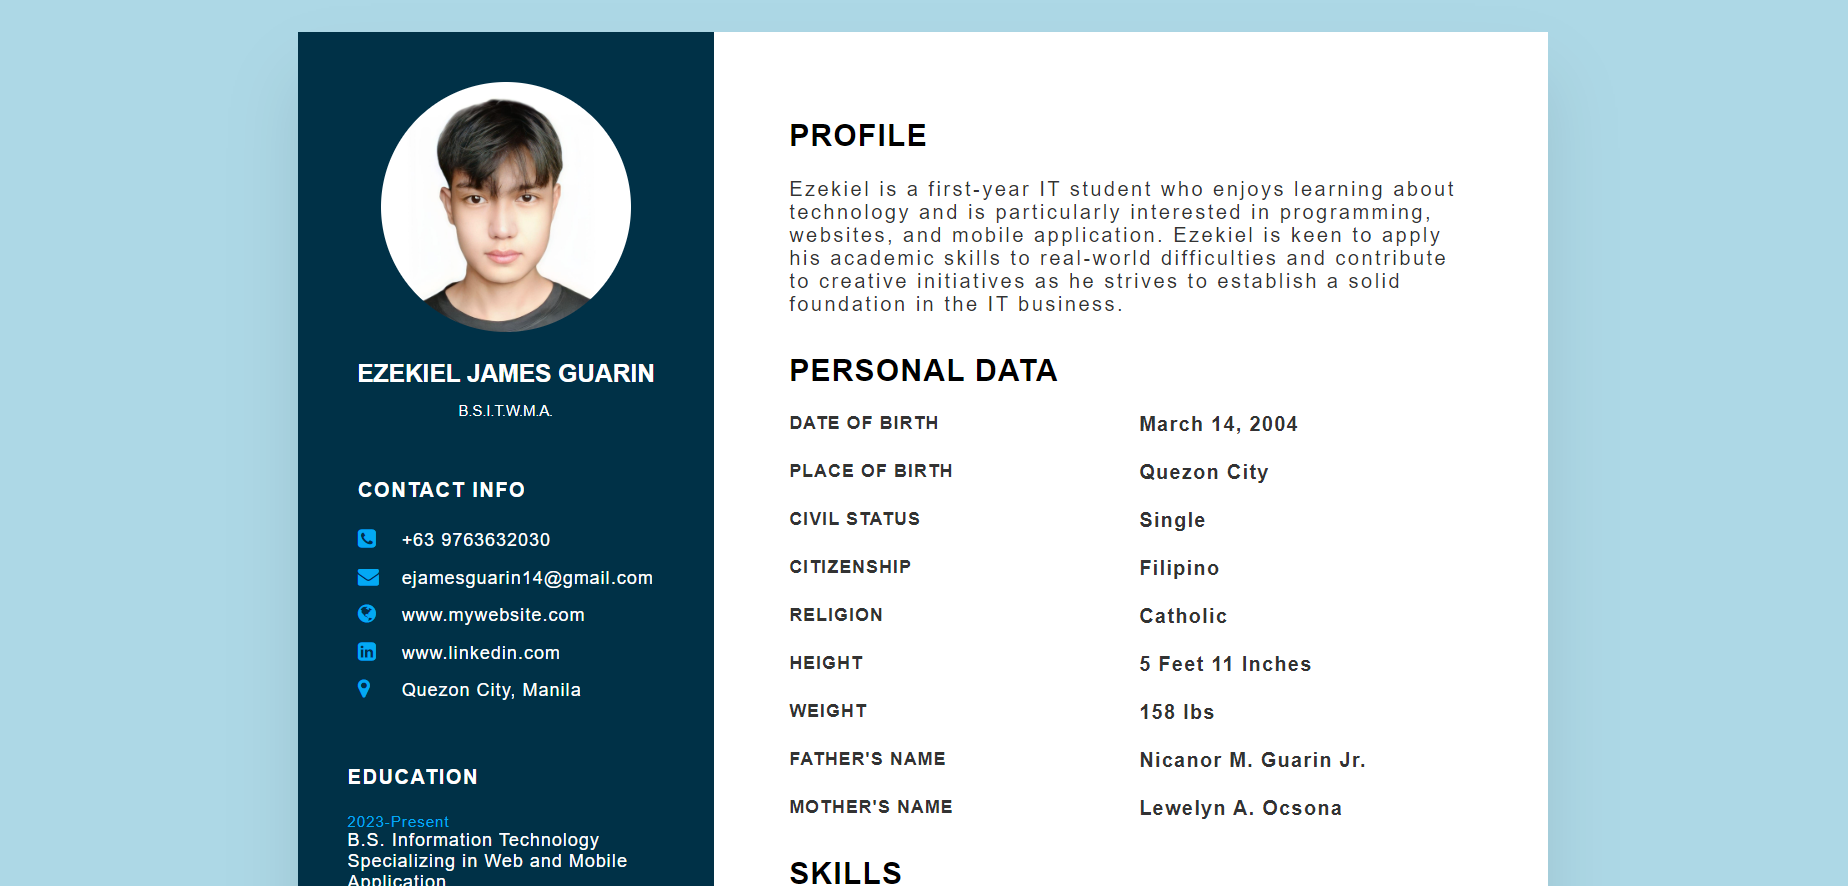 EZEKIEL JAMES GUARIN
B.S.I.T.W.M.A.
CONTACT INFO
+63 9763632030
ejamesguarin14@gmail.com
www.mywebsite.com
in www.linkedin.com
Quezon City, Manila
EDUCATION
2023-Present
B.S. Information Technology
Specializing in Web and Mobile
Application
PROFILE
Ezekiel is a first-year IT student who enjoys learning about
technology and is particularly interested in programming,
websites, and mobile application. Ezekiel is keen to apply
his academic skills to real-world difficulties and contribute
to creative initiatives as he strives to establish a solid
foundation in the IT business.
PERSONAL DATA
DATE OF BIRTH March 14, 2004
PLACE OF BIRTH Quezon City
CIVIL STATUS Single
CITIZENSHIP Filipino
RELIGION Catholic
HEIGHT 5 Feet 11 Inches
WEIGHT 158 lbs
FATHER'S NAME Nicanor M. Guarin Jr.
MOTHER'S NAME Lewelyn A. Ocsona
SKILLS